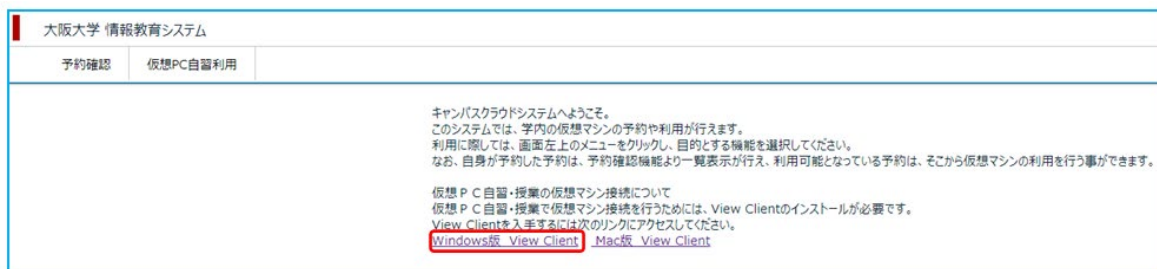 大阪大学 情報教育システム
予約確認 仮想PC自習利用
キャンパスクラウドシステムへようこそ。
このシステムでは、学内の仮想マシンの予約や利用が行えます。
利用に際しては、画面左上のメニューをクリックし、目的とする機能を選択してください。
なお、自身が予約した予約は、予約確認機能より一覧表示が行え、利用可能となっている予約は、そこから仮想マシンの利用を行う事ができます。
仮想ＰＣ自習・授業の仮想マシン接続について
仮想ＰＣ自習・授業で仮想マシン接続を行うためには、View Clientのインストールが必要です。
View Clientを入手するには次のリンクにアクセスしてください。
Windows版 View Client Mac版 View Client